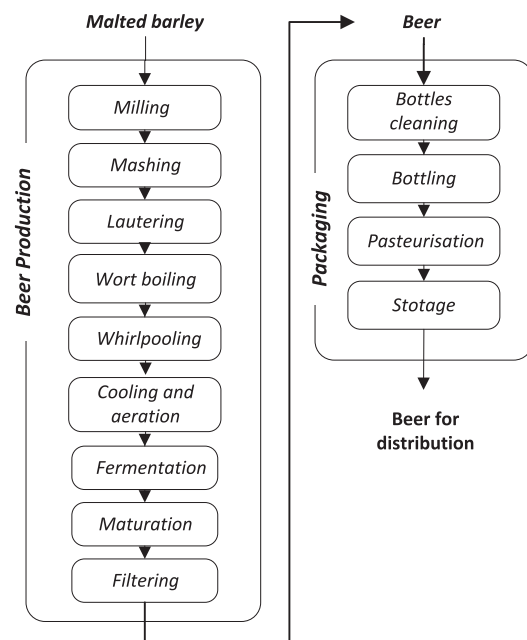 Malted barley
Beer Production
Milling
Mashing
Lautering
Wort boiling
Whirlpooling
Cooling and
aeration
Fermentation
Maturation
Filtering
Beer
Packaging
Bottles
cleaning
Bottling
Pasteurisation
Stotage
Beer for
distribution